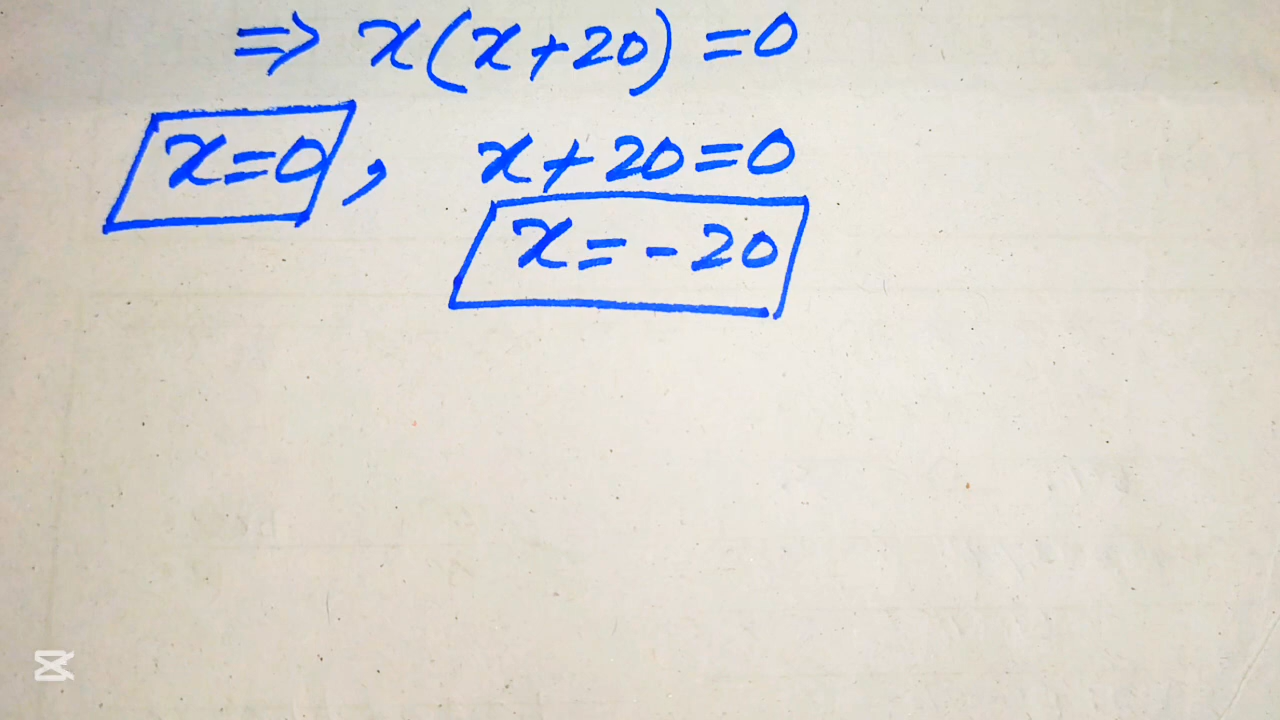 ⇒ x(x+20)=0
x=0, x+20=0
x=-20